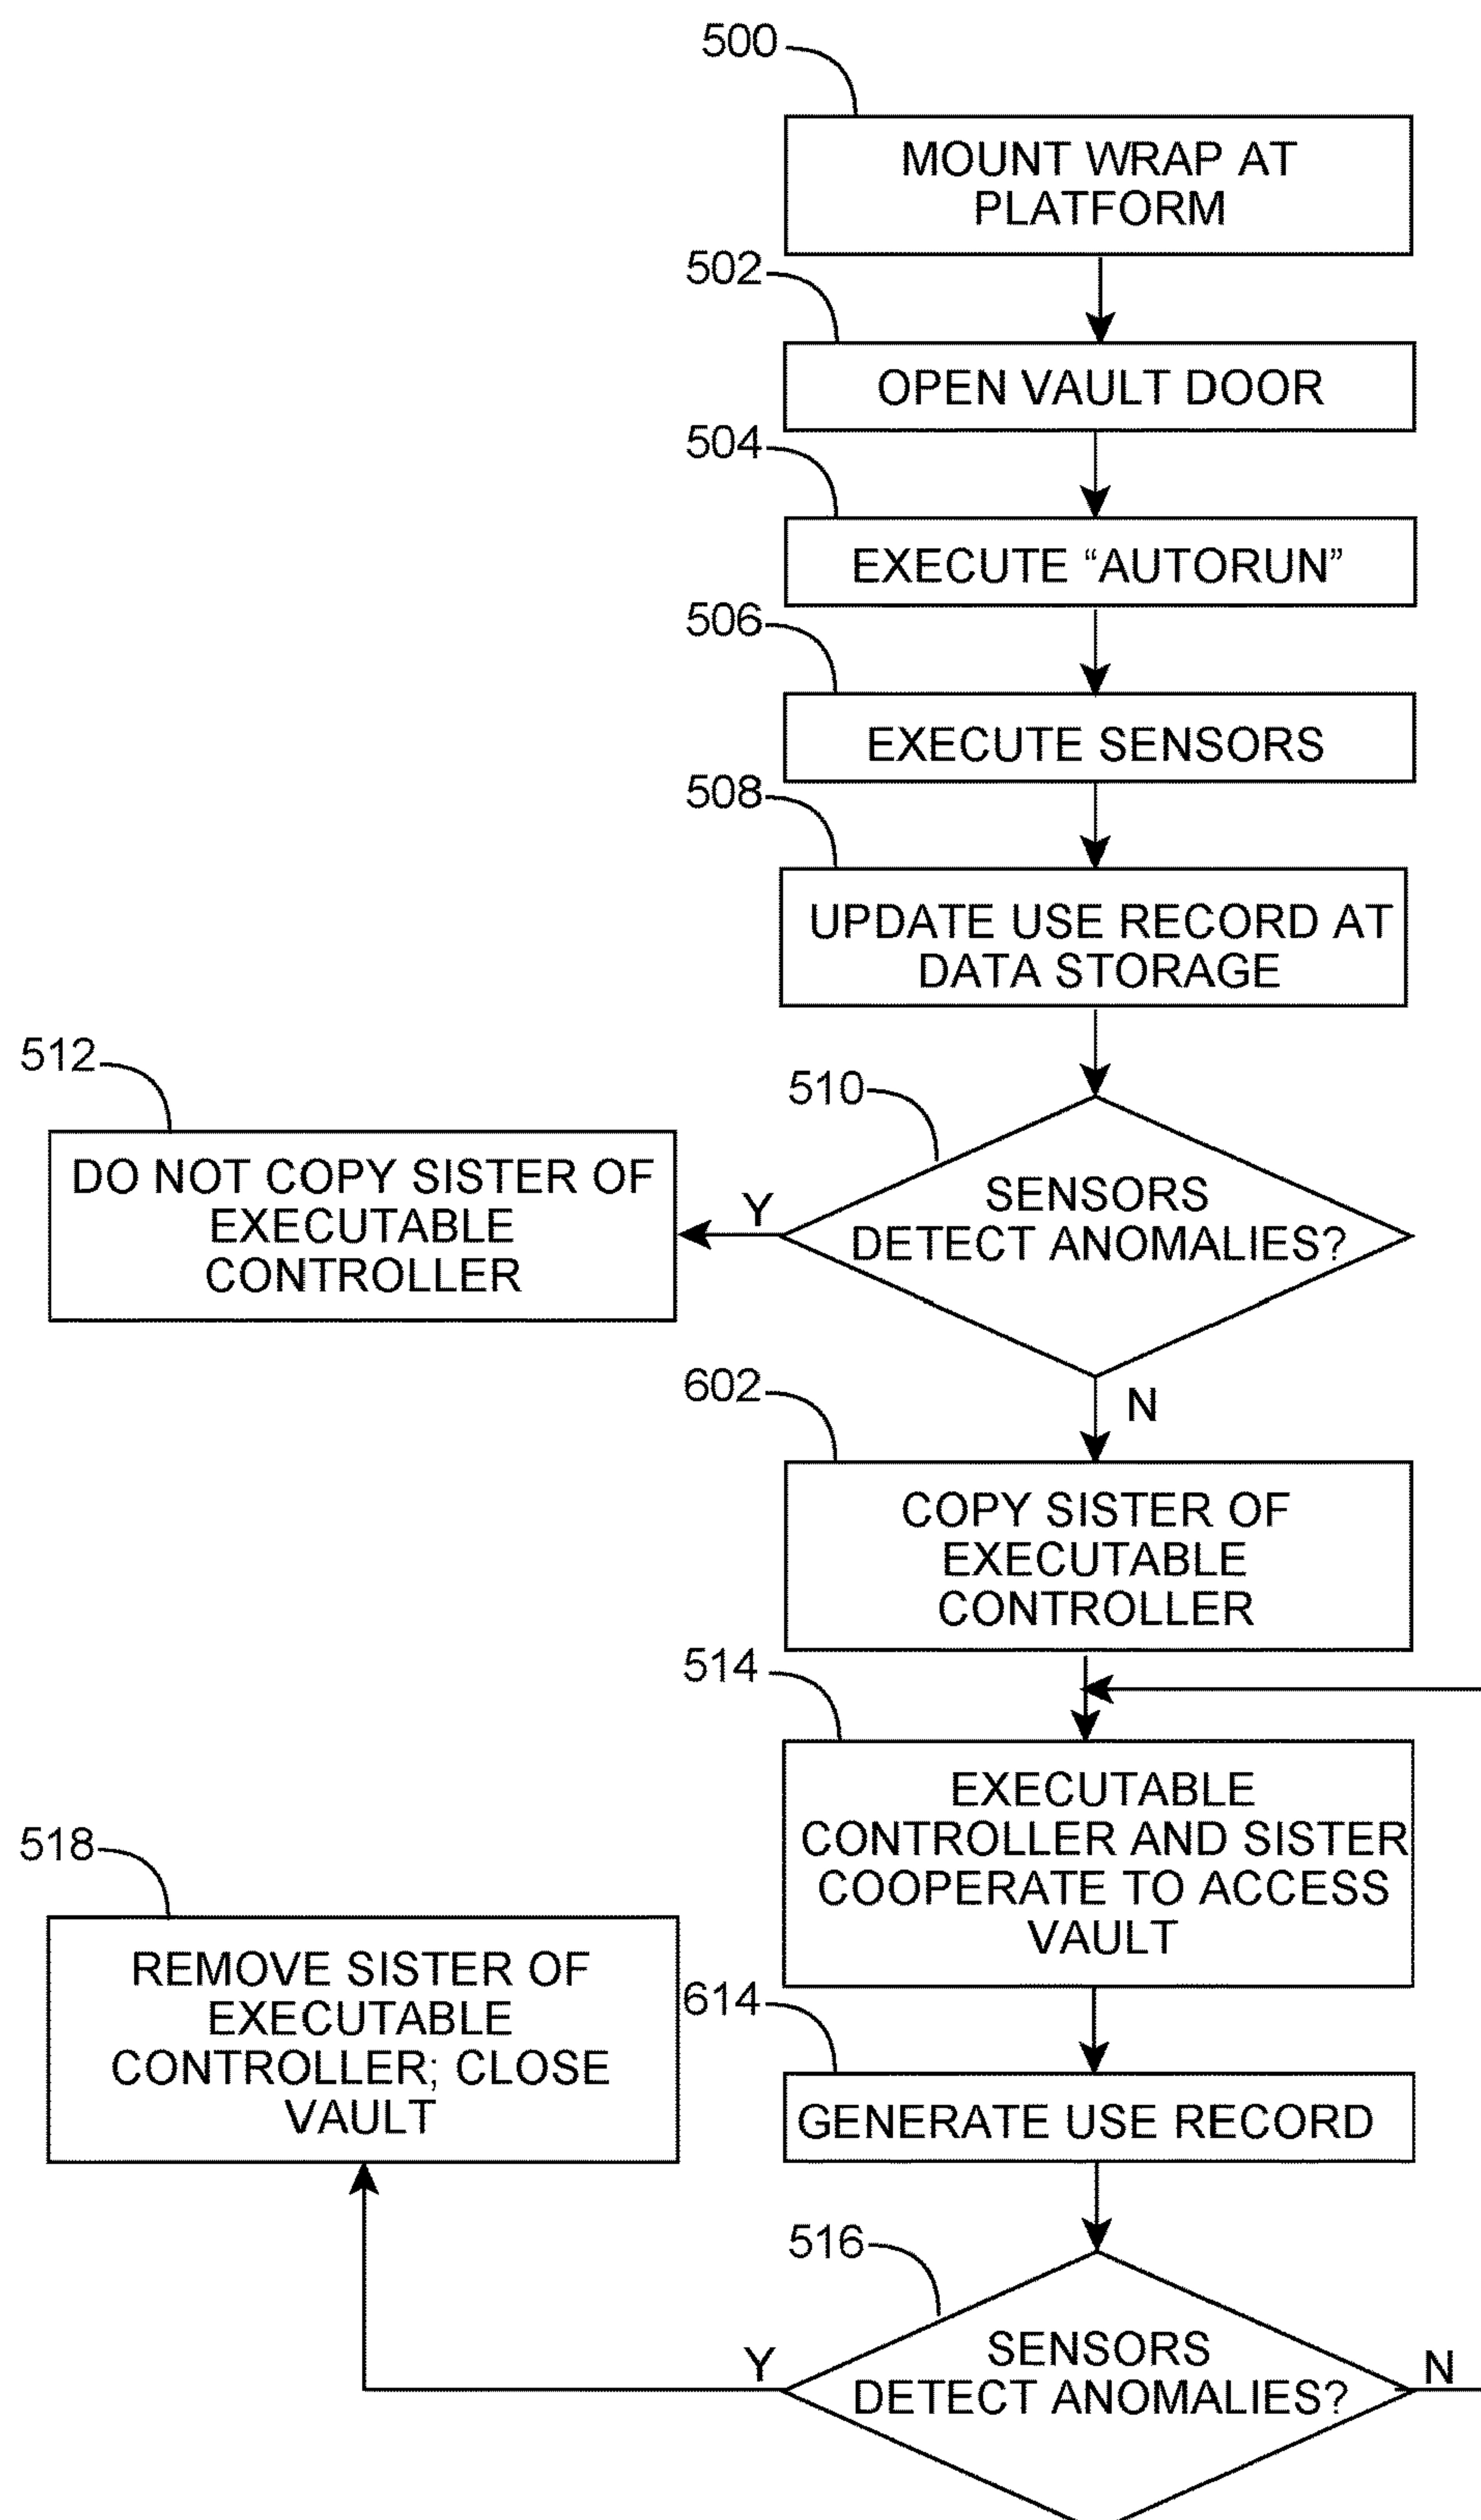 500
MOUNT WRAP AT
PLATFORM
502
OPEN VAULT DOOR
504
EXECUTE “AUTORUN”
506
EXECUTE SENSORS
508
UPDATE USE RECORD AT
DATA STORAGE
510
SENSORS
DETECT ANOMALIES?
Y
512
DO NOT COPY SISTER OF
EXECUTABLE
CONTROLLER
N
602
COPY SISTER OF
EXECUTABLE
CONTROLLER
514
EXECUTABLE
CONTROLLER AND SISTER
COOPERATE TO ACCESS
VAULT
614
GENERATE USE RECORD
516
SENSORS
DETECT ANOMALIES?
Y
N
518
REMOVE SISTER OF
EXECUTABLE
CONTROLLER; CLOSE
VAULT